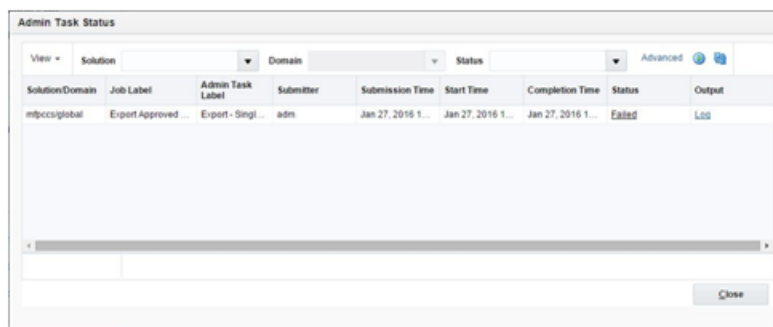 Admin Task Status
View Solution Domain Status Advanced
Solution/Domain Job Label Admin Task Label Submitter Submission Time Start Time Completion Time Status Output
mfpccs/global Export Approved ... Export - Singl... adm Jan 27, 2016 1... Jan 27, 2016 1... Jan 27, 2016 1... Failed Log
Close